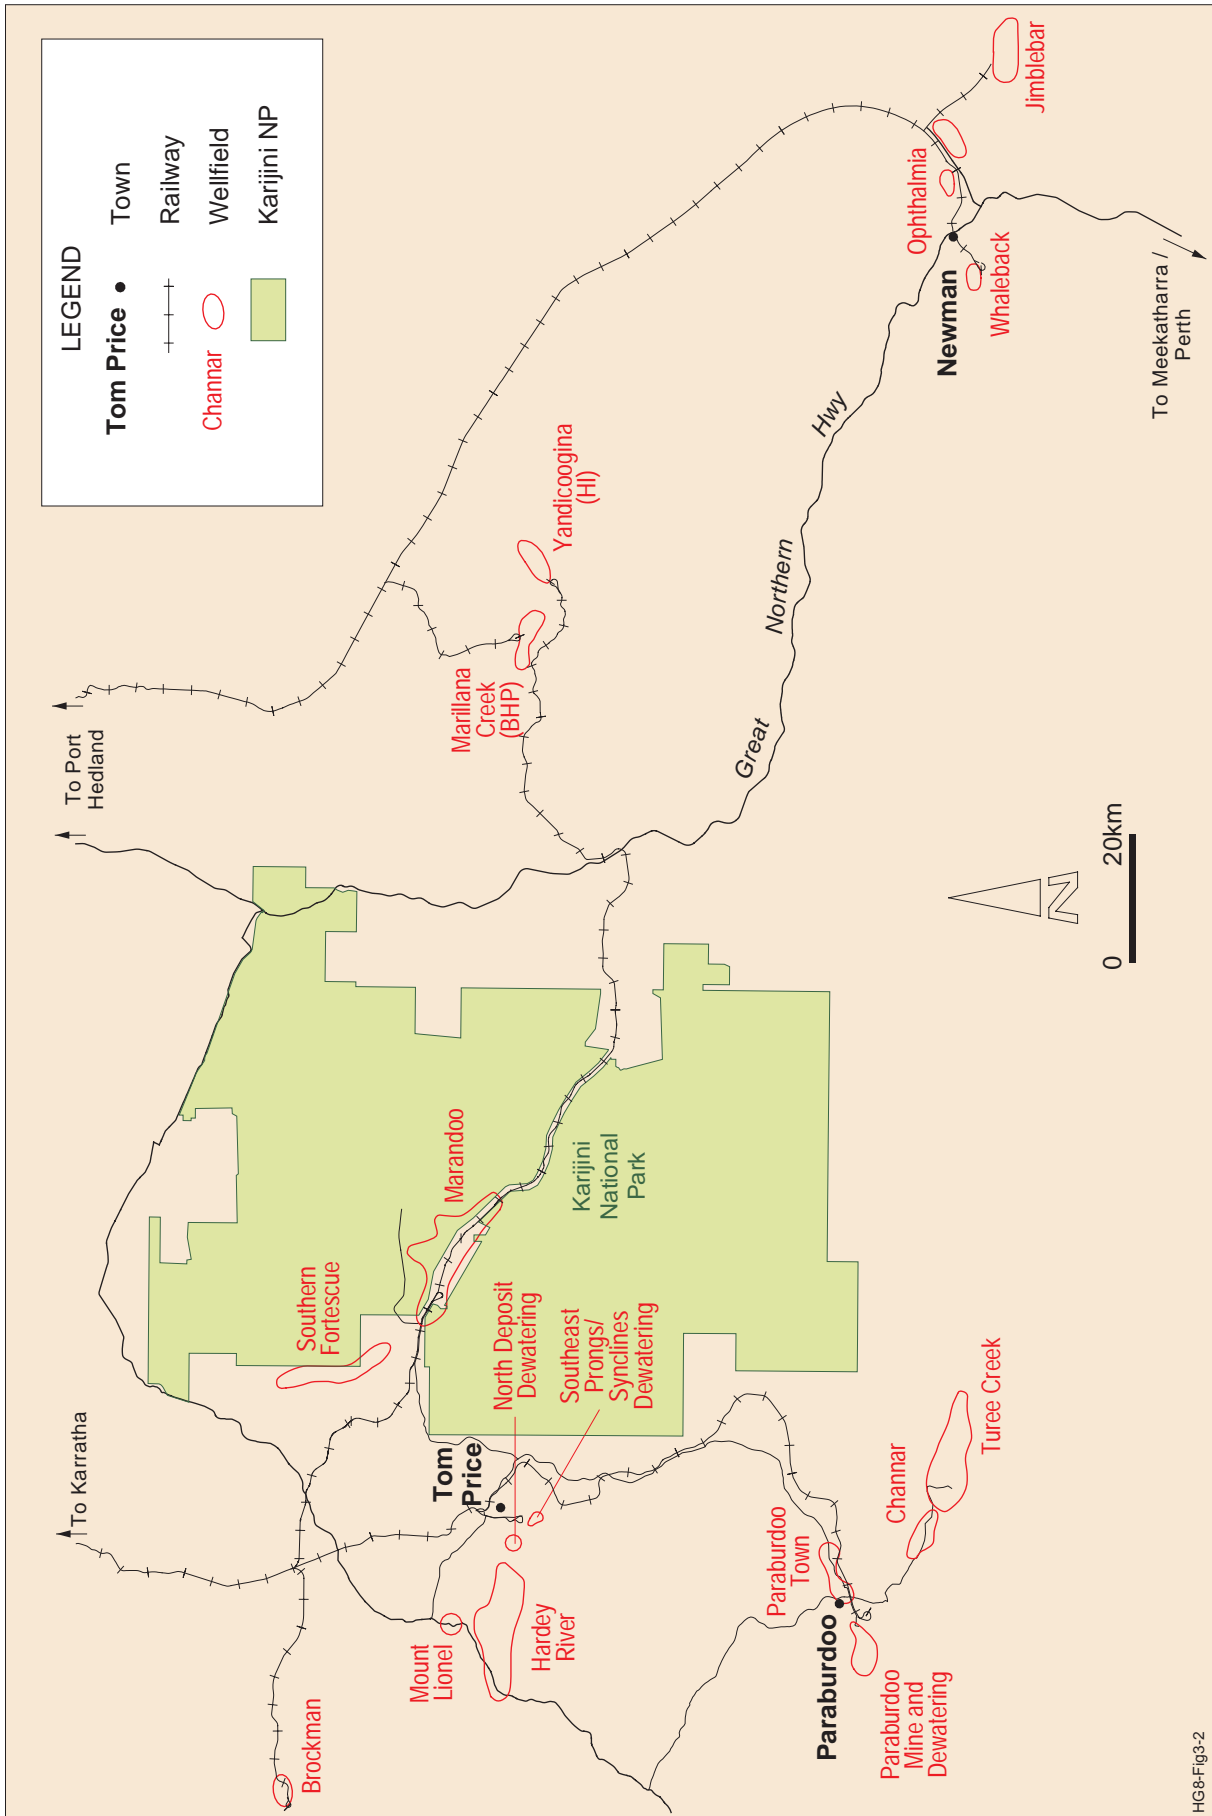 LEGEND
Tom Price
Town
Railway
Channar
Wellfield
Karijini NP
To Karratha
To Port
Hedland
Brockman
Southern
Fortescue
Marandoo
Mount
Lionel
Tom
Price
North Deposit
Dewatering
Southeast
Prongs/
Synclines
Dewatering
Hardey
River
Karijini
National
Park
Marillana
Creek
(BHP)
Yandicoogina
(HI)
Great
Northern
Hwy
Paraburdoo
Town
Paraburdoo
Paraburdoo
Mine and
Dewatering
Channar
Turee Creek
Ophthalmia
Newman
Whaleback
Jimblebar
N
0
20km
To Meekatharra /
Perth
HG8-Fig3-2